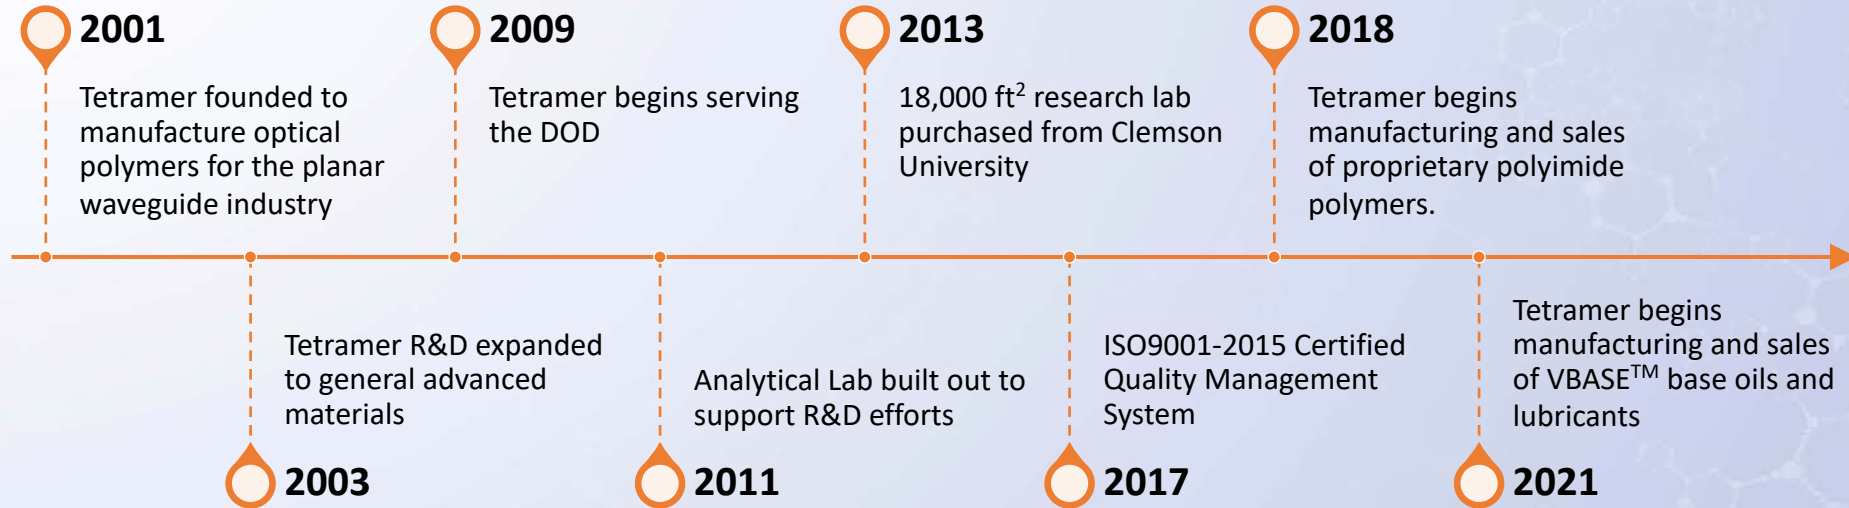 2001
Tetramer founded to
manufacture optical
polymers for the planar
waveguide industry
2009
Tetramer begins serving
the DOD
2013
18,000 ft² research lab
purchased from Clemson
University
2018
Tetramer begins
manufacturing and sales
of proprietary polyimide
polymers.
Tetramer R&D expanded
to general advanced
materials
2003
Analytical Lab built out to
support R&D efforts
2011
ISO9001-2015 Certified
Quality Management
System
2017
Tetramer begins
manufacturing and sales
of VBASE™ base oils and
lubricants
2021